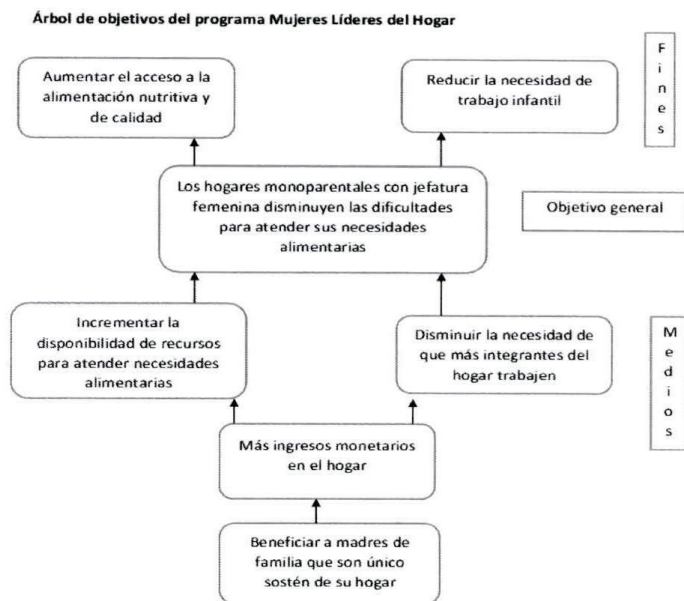 Árbol de objetivos del programa Mujeres Líderes del Hogar
Aumentar el acceso a la
alimentación nutritiva y
de calidad
Reducir la necesidad de
trabajo infantil
F
i
n
e
s
Los hogares monoparentales con jefatura
femenina disminuyen las dificultades
para atender sus necesidades
alimentarias
Objetivo general
Incrementar la
disponibilidad de recursos
para atender necesidades
alimentarias
Disminuir la necesidad de
que más integrantes del
hogar trabajen
M
e
d
i
o
s
Más ingresos monetarios
en el hogar
Beneficiar a madres de
familia que son único
sostén de su hogar